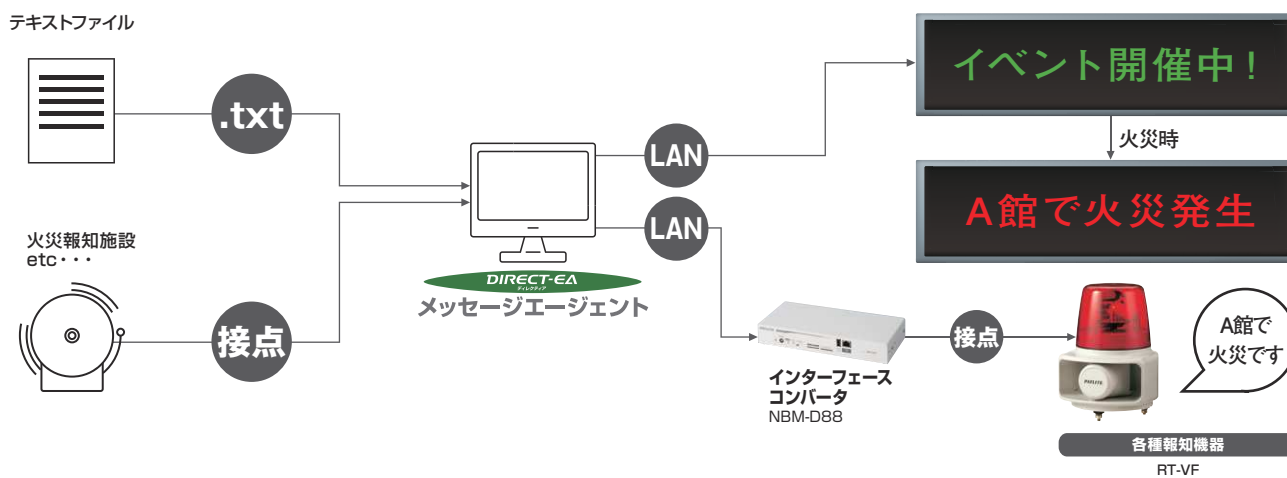 テキストファイル
.txt
火災報知施設
etc・・・
接点
LAN
LAN
DIRECT-EA
ディレクティア
メッセージエージェント
イベント開催中！
火災時
A館で火災発生
インターフェース
コンバータ
NBM-D88
接点
PATLITE
A館で
火災です
各種報知機器
RT-VF